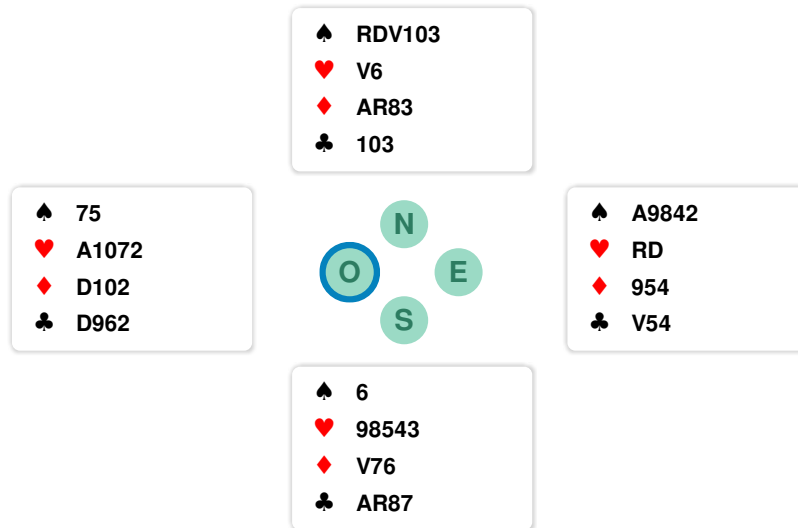 ♠ RDV103
♥ V6
♦ AR83
♣ 103
♠ 75
♥ A1072
♦ D102
♣ D962
N
O E
S
♠ A9842
♥ RD
♦ 954
♣ V54
♠ 6
♥ 98543
♦ V76
♣ AR87